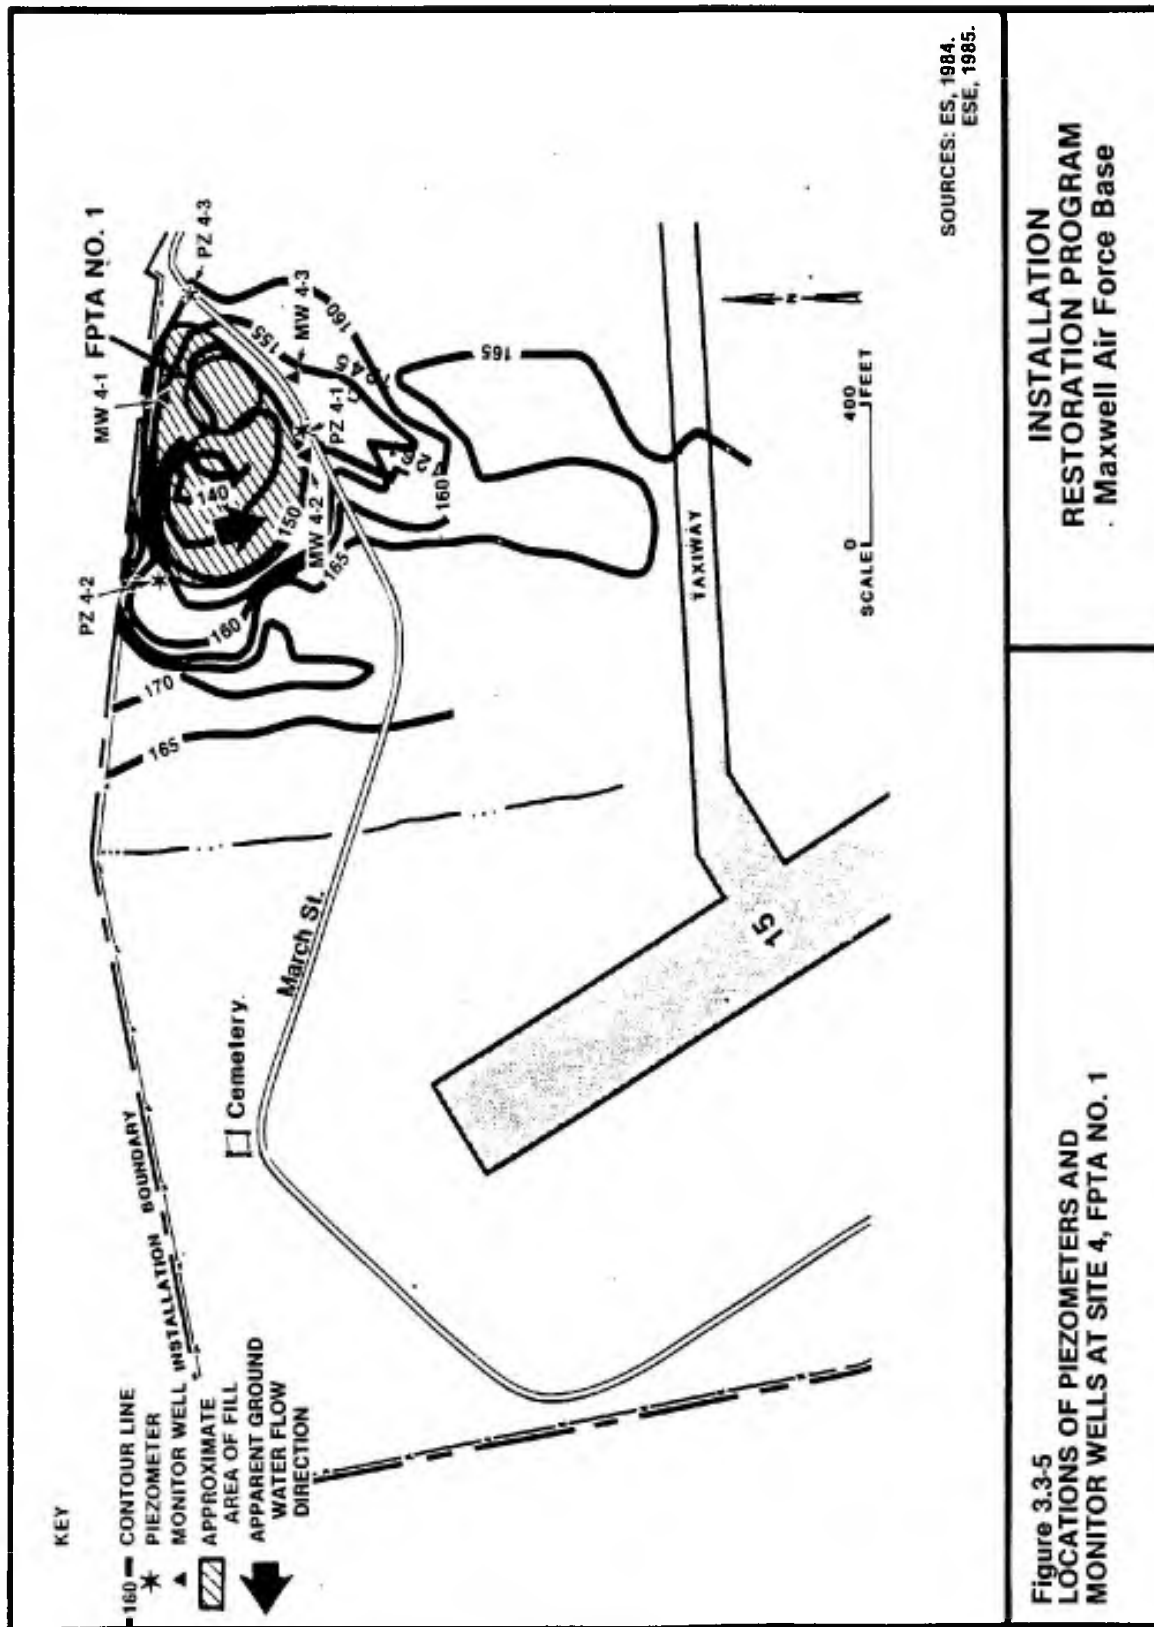 KEY
160 CONTOUR LINE
PIEZOMETER
MONITOR WELL
APPROXIMATE
AREA OF FILL
APPARENT GROUND
WATER FLOW
DIRECTION
INSTALLATION BOUNDARY
Cemetery.
March St.
165
170
160
PZ 4-2
MW 4-1
FPTA NO. 1
PZ 4-3
140
150
MW 4-2
165
PZ 4-1
MW 4-3
155
160
160
165
TAXIWAY
15
N
SCALE
0
400
FEET
SOURCES: ES, 1984.
ESE, 1985.
Figure 3.3-5
LOCATIONS OF PIEZOMETERS AND
MONITOR WELLS AT SITE 4, FPTA NO. 1
INSTALLATION
RESTORATION PROGRAM
Maxwell Air Force Base